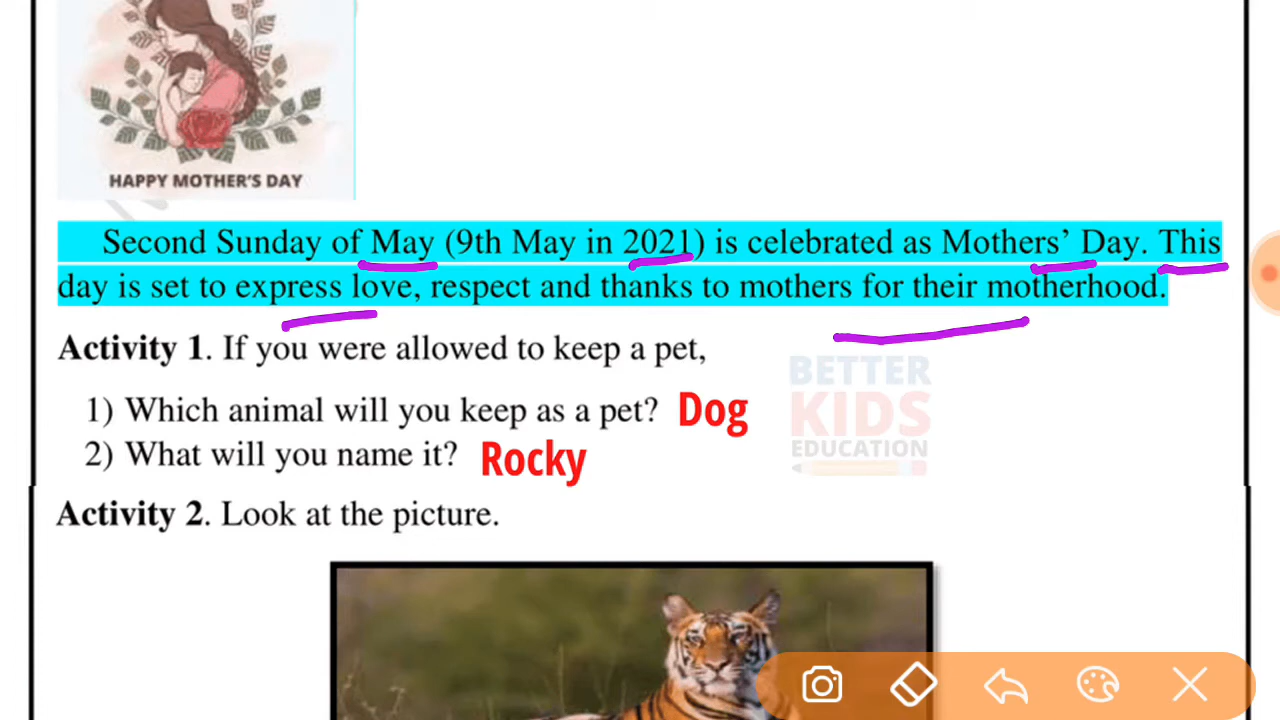 HAPPY MOTHER'S DAY
Second Sunday of May (9th May in 2021) is celebrated as Mothers' Day. This
day is set to express love, respect and thanks to mothers for their motherhood.
Activity 1. If you were allowed to keep a pet,
1) Which animal will you keep as a pet? Dog
2) What will you name it? Rocky
BETTER
KIDS
EDUCATION
Activity 2. Look at the picture.